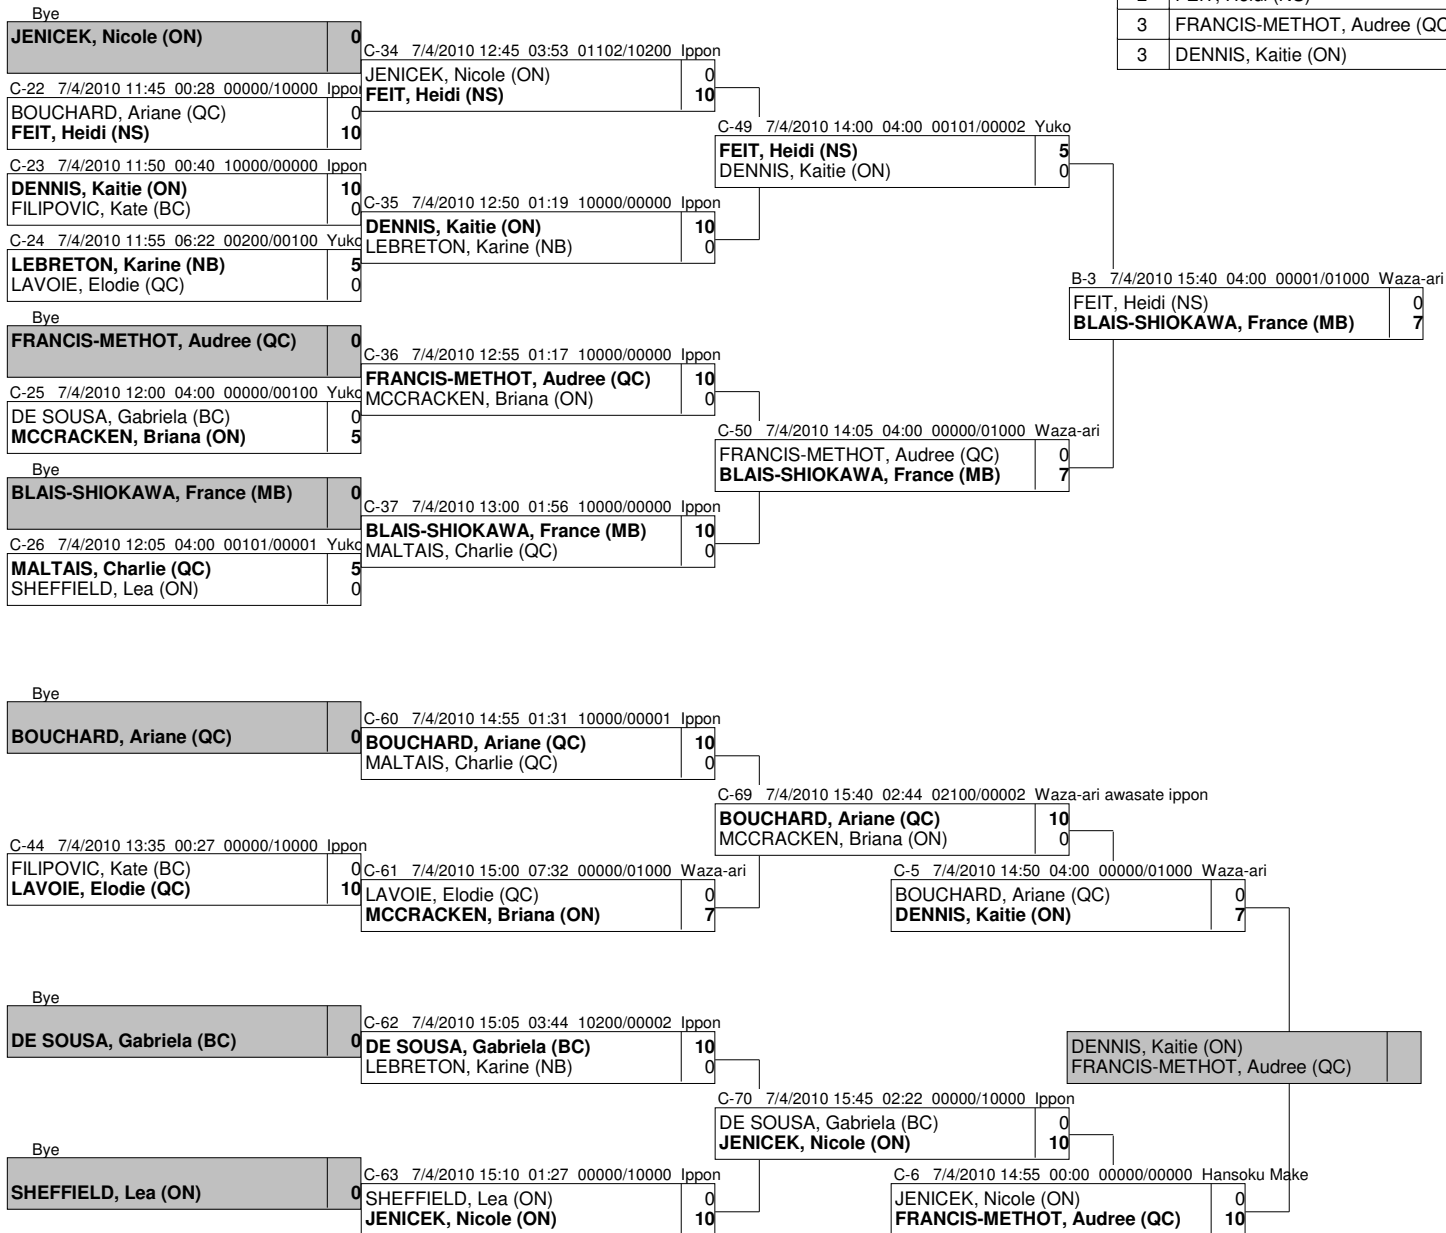 2 FEIT, Heidi (NS)
3 FRANCIS-METHOT, Audree (QC
3 DENNIS, Kaitie (ON)
Bye
JENICEK, Nicole (ON) 0
C-22 7/4/2010 11:45 00:28 00000/10000 Ippon
BOUCHARD, Ariane (QC) 0
FEIT, Heidi (NS) 10
C-23 7/4/2010 11:50 00:40 10000/00000 Ippon
DENNIS, Kaitie (ON) 10
FILIPOVIC, Kate (BC) 0
C-24 7/4/2010 11:55 06:22 00200/00100 Yuko
LEBRETON, Karine (NB) 5
LAVOIE, Elodie (QC) 0
Bye
FRANCIS-METHOT, Audree (QC) 0
C-25 7/4/2010 12:00 04:00 00000/00100 Yuko
DE SOUSA, Gabriela (BC) 0
MCCRACKEN, Briana (ON) 5
Bye
BLAIS-SHIOKAWA, France (MB) 0
C-26 7/4/2010 12:05 04:00 00101/00001 Yuko
MALTAIS, Charlie (QC) 5
SHEFFIELD, Lea (ON) 0
C-34 7/4/2010 12:45 03:53 01102/10200 Ippon
JENICEK, Nicole (ON) 0
FEIT, Heidi (NS) 10
C-35 7/4/2010 12:50 01:19 10000/00000 Ippon
DENNIS, Kaitie (ON) 10
LEBRETON, Karine (NB) 0
C-36 7/4/2010 12:55 01:17 10000/00000 Ippon
FRANCIS-METHOT, Audree (QC) 10
MCCRACKEN, Briana (ON) 0
C-37 7/4/2010 13:00 01:56 10000/00000 Ippon
BLAIS-SHIOKAWA, France (MB) 10
MALTAIS, Charlie (QC) 0
C-49 7/4/2010 14:00 04:00 00101/00002 Yuko
FEIT, Heidi (NS) 5
DENNIS, Kaitie (ON) 0
C-50 7/4/2010 14:05 04:00 00000/01000 Waza-ari
FRANCIS-METHOT, Audree (QC) 0
BLAIS-SHIOKAWA, France (MB) 7
B-3 7/4/2010 15:40 04:00 00001/01000 Waza-ari
FEIT, Heidi (NS) 0
BLAIS-SHIOKAWA, France (MB) 7
Bye
BOUCHARD, Ariane (QC) 0
C-44 7/4/2010 13:35 00:27 00000/10000 Ippon
FILIPOVIC, Kate (BC) 0
LAVOIE, Elodie (QC) 10
Bye
DE SOUSA, Gabriela (BC) 0
Bye
SHEFFIELD, Lea (ON) 0
C-60 7/4/2010 14:55 01:31 10000/00001 Ippon
BOUCHARD, Ariane (QC) 10
MALTAIS, Charlie (QC) 0
C-61 7/4/2010 15:00 07:32 00000/01000 Waza-ari
LAVOIE, Elodie (QC) 0
MCCRACKEN, Briana (ON) 7
C-62 7/4/2010 15:05 03:44 10200/00002 Ippon
DE SOUSA, Gabriela (BC) 10
LEBRETON, Karine (NB) 0
C-63 7/4/2010 15:10 01:27 00000/10000 Ippon
SHEFFIELD, Lea (ON) 0
JENICEK, Nicole (ON) 10
C-69 7/4/2010 15:40 02:44 02100/00002 Waza-ari awasate ippon
BOUCHARD, Ariane (QC) 10
MCCRACKEN, Briana (ON) 0
C-70 7/4/2010 15:45 02:22 00000/10000 Ippon
DE SOUSA, Gabriela (BC) 0
JENICEK, Nicole (ON) 10
C-5 7/4/2010 14:50 04:00 00000/01000 Waza-ari
BOUCHARD, Ariane (QC) 0
DENNIS, Kaitie (ON) 7
C-6 7/4/2010 14:55 00:00 00000/00000 Hansoku Make
JENICEK, Nicole (ON) 0
FRANCIS-METHOT, Audree (QC) 10
DENNIS, Kaitie (ON)
FRANCIS-METHOT, Audree (QC)